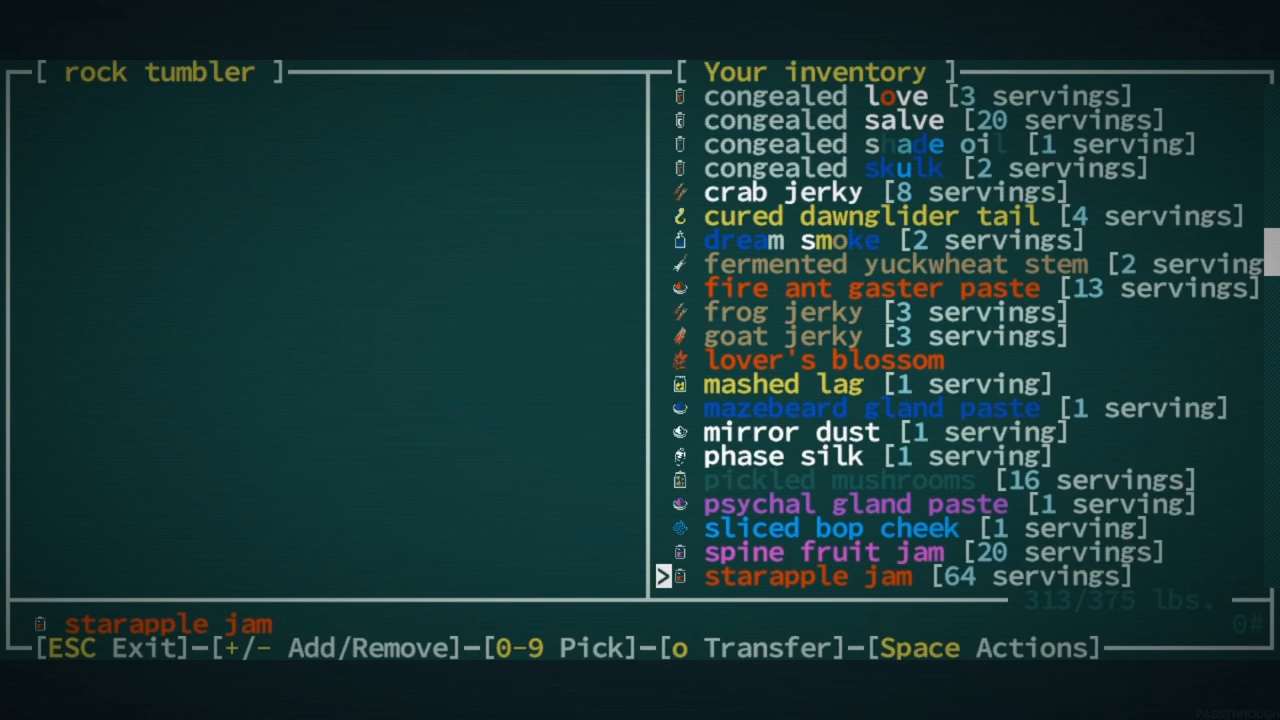 [ rock tumbler ]
[ Your inventory ]
congealed love [3 servings]
congealed salve [20 servings]
congealed shade oil [1 serving]
congealed skulk [2 servings]
crab jerky [8 servings]
cured dawnglider tail [4 servings]
dream smoke [2 servings]
fermented yuckwheat stem [2 serving
fire ant gaster paste [13 servings]
frog jerky [3 servings]
goat jerky [3 servings]
lover's blossom
mashed lag [1 serving]
mazebeard gland paste [1 serving]
mirror dust [1 serving]
phase silk [1 serving]
pickled mushrooms [16 servings]
psychal gland paste [1 serving]
sliced bop cheek [1 serving]
spine fruit jam [20 servings]
> starapple jam [64 servings]
313/375 lbs.
starapple jam
0#
[ESC Exit]-[+/- Add/Remove]-[0-9 Pick]-[o Transfer]-[Space Actions]